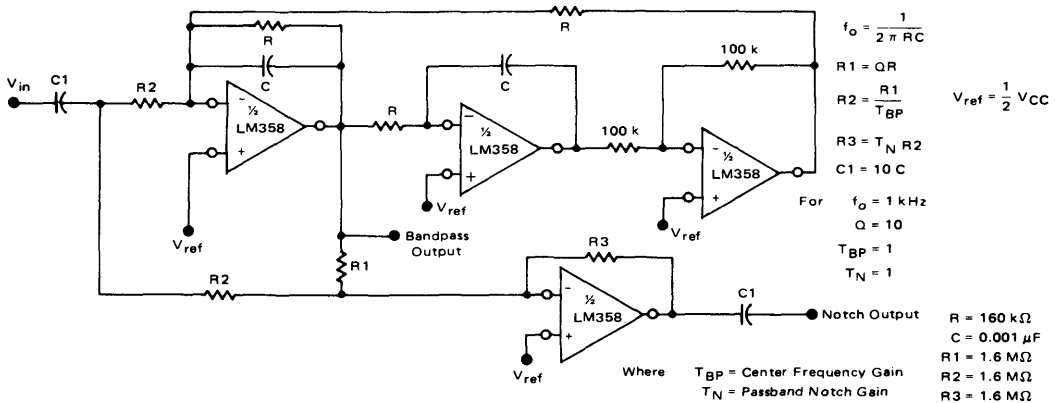 R
R
C
V_in
C1
R2
½
LM358
−
+
V_ref
R
C
½
LM358
−
+
V_ref
100 k
100 k
½
LM358
−
+
V_ref
Bandpass
Output
R1
R2
R3
½
LM358
−
+
V_ref
C1
Notch Output
f_o = 1 / 2 π RC
R1 = QR
R2 = R1 / T_BP
R3 = T_N R2
C1 = 10 C
V_ref = 1/2 V_CC
For f_o = 1 kHz
Q = 10
T_BP = 1
T_N = 1
R = 160 kΩ
C = 0.001 µF
R1 = 1.6 MΩ
R2 = 1.6 MΩ
R3 = 1.6 MΩ
Where T_BP = Center Frequency Gain
T_N = Passband Notch Gain